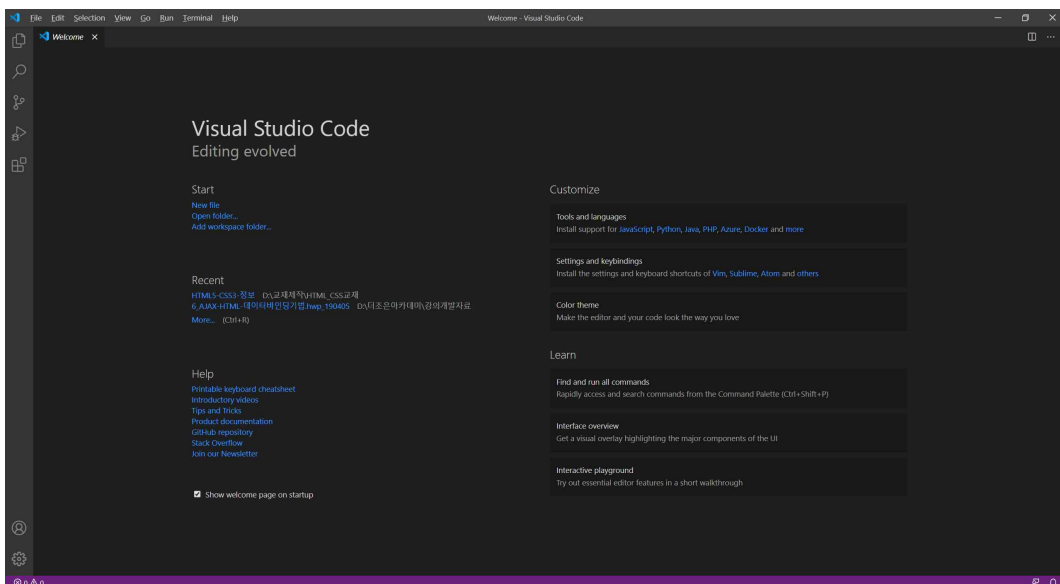 File Edit Selection View Go Run Terminal Help
Welcome - Visual Studio Code
Welcome
Visual Studio Code
Editing evolved
Start
New file
Open folder...
Add workspace folder...
Recent
HTML5-CSS3-정보 D:\교재제작\HTML_CSS교재
6_AJAX-HTML-데이터바인딩기법.hwp_190405 D:\더조은아카데미\강의개발자료
More... (Ctrl+R)
Help
Printable keyboard cheatsheet
Introductory videos
Tips and Tricks
Product documentation
GitHub repository
Stack Overflow
Join our Newsletter
Show welcome page on startup
Customize
Tools and languages
Install support for JavaScript, Python, Java, PHP, Azure, Docker and more
Settings and keybindings
Install the settings and keyboard shortcuts of Vim, Sublime, Atom and others
Color theme
Make the editor and your code look the way you love
Learn
Find and run all commands
Rapidly access and search commands from the Command Palette (Ctrl+Shift+P)
Interface overview
Get a visual overlay highlighting the major components of the UI
Interactive playground
Try out essential editor features in a short walkthrough
0 0